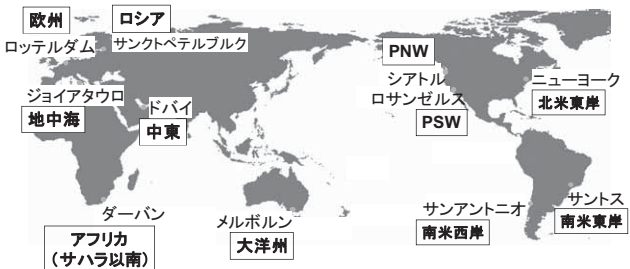 欧州
ロッテルダム
ロシア
サンクトペテルブルク
ジョイアタウロ
地中海
ドバイ
中東
ダーバン
アフリカ
(サハラ以南)
メルボルン
大洋州
PNW
シアトル
ロサンゼルス
PSW
ニューヨーク
北米東岸
サンアントニオ
南米西岸
サントス
南米東岸